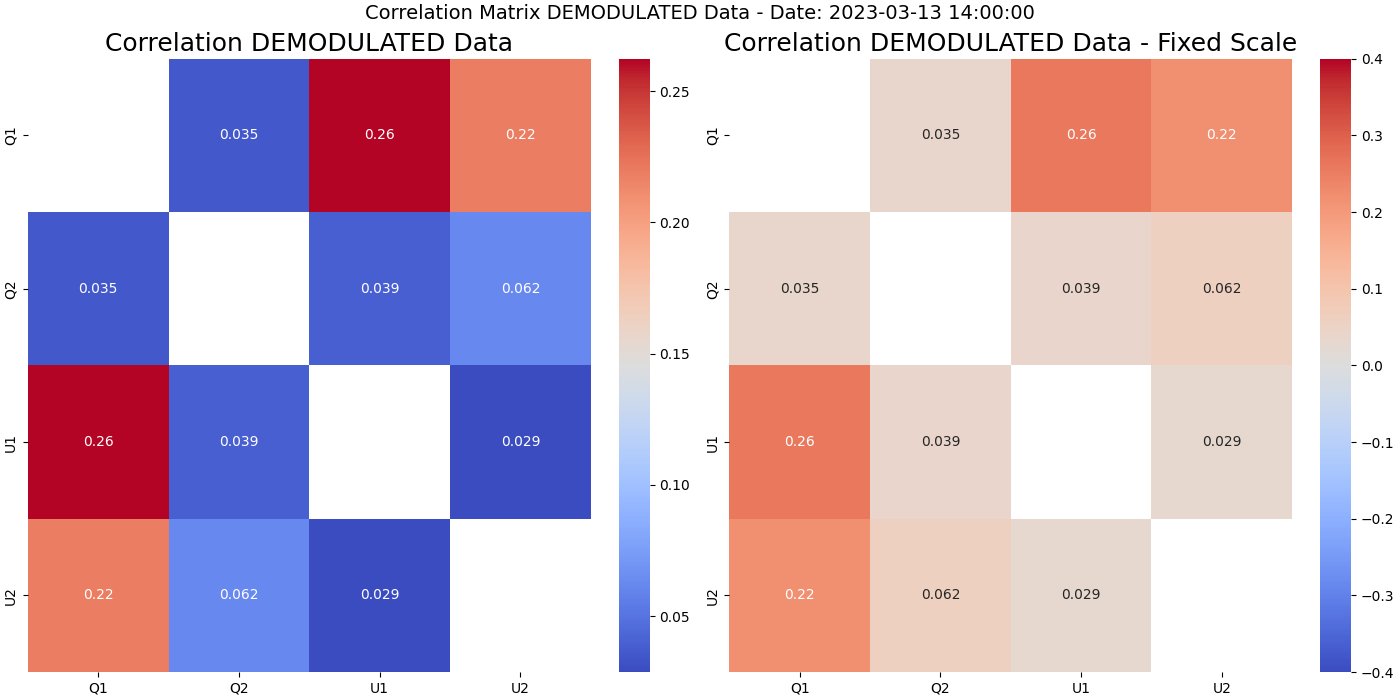 Correlation Matrix DEMODULATED Data - Date: 2023-03-13 14:00:00
Correlation DEMODULATED Data
Q1 0.035 0.26 0.22
Q2 0.035 0.039 0.062
U1 0.26 0.039 0.029
U2 0.22 0.062 0.029
Q1 Q2 U1 U2
0.25
0.20
0.15
0.10
0.05
Correlation DEMODULATED Data - Fixed Scale
Q1 0.035 0.26 0.22
Q2 0.035 0.039 0.062
U1 0.26 0.039 0.029
U2 0.22 0.062 0.029
Q1 Q2 U1 U2
0.4
0.3
0.2
0.1
0.0
−0.1
−0.2
−0.3
−0.4